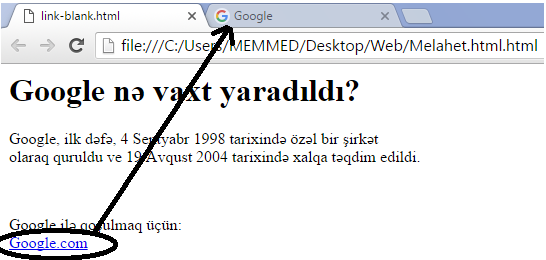 link-blank.html
Google
file:///C:/Users/MEMMED/Desktop/Web/Melahet.html.html
Google nə vaxt yaradıldı?
Google, ilk dəfə, 4 Sentyabr 1998 tarixində özəl bir şirkət
olaraq quruldu ve 19 Avqust 2004 tarixində xalqa təqdim edildi.
Google ilə qoşulmaq üçün:
Google.com